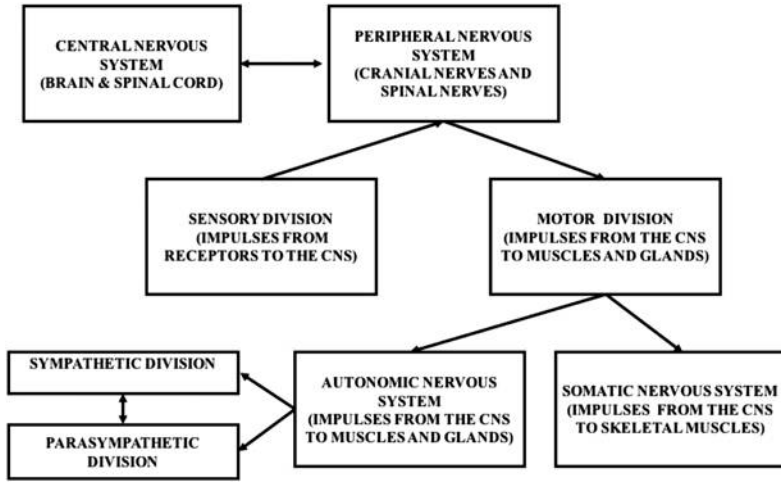 CENTRAL NERVOUS
SYSTEM
(BRAIN & SPINAL CORD)
PERIPHERAL NERVOUS
SYSTEM
(CRANIAL NERVES AND
SPINAL NERVES)
SENSORY DIVISION
(IMPULSES FROM
RECEPTORS TO THE CNS)
MOTOR DIVISION
(IMPULSES FROM THE CNS
TO MUSCLES AND GLANDS)
SYMPATHETIC DIVISION
PARASYMPATHETIC
DIVISION
AUTONOMIC NERVOUS
SYSTEM
(IMPULSES FROM THE CNS
TO MUSCLES AND GLANDS)
SOMATIC NERVOUS SYSTEM
(IMPULSES FROM THE CNS
TO SKELETAL MUSCLES)